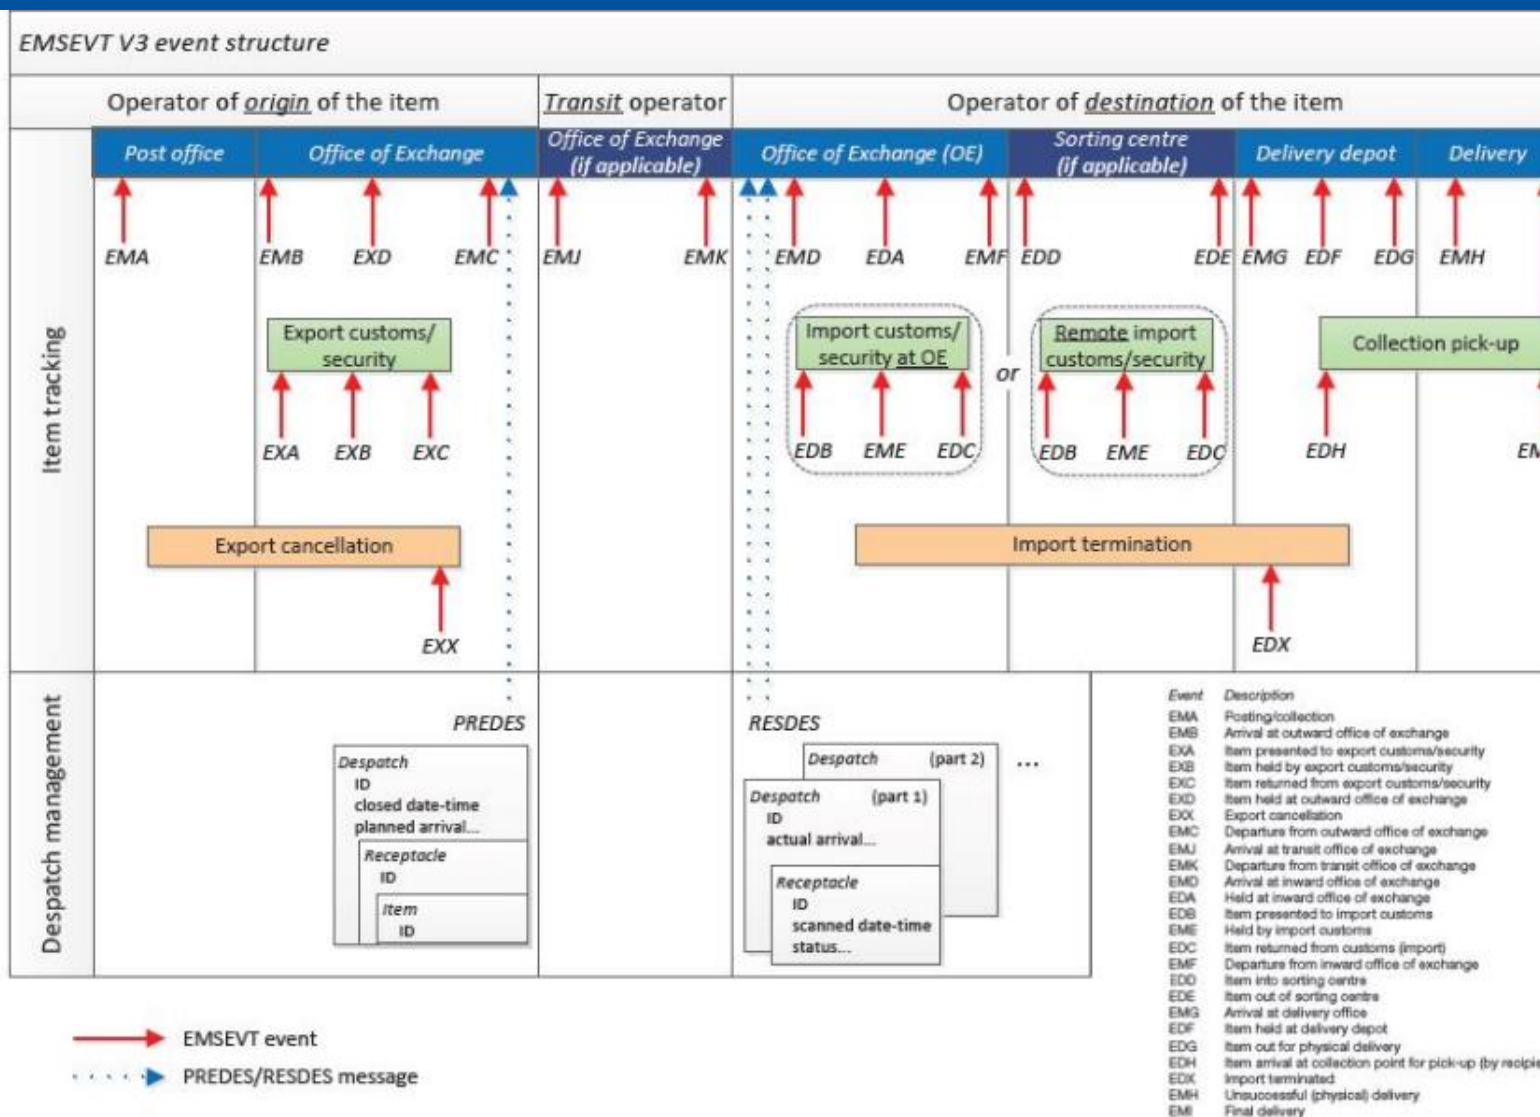 EMSEVT V3 event structure
Operator of origin of the item
Transit operator
Operator of destination of the item
Post office
Office of Exchange
Office of Exchange
(if applicable)
Office of Exchange (OE)
Sorting centre
(if applicable)
Delivery depot
Delivery
Item tracking
EMA
EMB
EXD
EMC
EMJ
EMK
EMD
EDA
EMF
EDD
EDE
EMG
EDF
EDG
EMH
Export customs/
security
EXA
EXB
EXC
Import customs/
security at OE
EDB
EME
EDC
or
Remote import
customs/security
EDB
EME
EDC
Collection pick-up
EDH
Export cancellation
EXX
Import termination
EDX
Despatch management
PREDES
Despatch
ID
closed date-time
planned arrival...
Receptacle
ID
Item
ID
RESDES
Despatch (part 2)
...
Despatch (part 1)
ID
actual arrival...
Receptacle
ID
scanned date-time
status...
Event Description
EMA Posting/collection
EMB Arrival at outward office of exchange
EXA Item presented to export customs/security
EXB Item held by export customs/security
EXC Item returned from export customs/security
EXD Item held at outward office of exchange
EXX Export cancellation
EMC Departure from outward office of exchange
EMJ Arrival at transit office of exchange
EMK Departure from transit office of exchange
EMD Arrival at inward office of exchange
EDA Held at inward office of exchange
EDB Item presented to import customs
EME Held by import customs
EDC Item returned from customs (import)
EMF Departure from inward office of exchange
EDD Item into sorting centre
EDE Item out of sorting centre
EMG Arrival at delivery office
EDF Item held at delivery depot
EDG Item out for physical delivery
EDH Item arrival at collection point for pick-up (by
EDX Import terminated
EMH Unsuccessful (physical) delivery
EMI Final delivery
EMSEVT event
PREDES/RESDES message